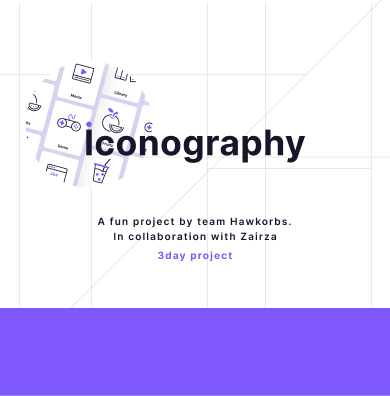 Movie
Library
Game
Iconography
A fun project by team Hawkorbs.
In collaboration with Zairza
3day project